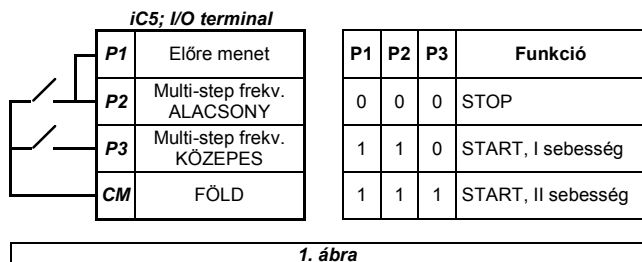 iC5; I/O terminal
P1 Előre menet
P2 Multi-step frekv.
ALACSONY
P3 Multi-step frekv.
KÖZEPES
CM FÖLD
P1 P2 P3 Funkció
0 0 0 STOP
1 1 0 START, I sebesség
1 1 1 START, II sebesség
1. ábra